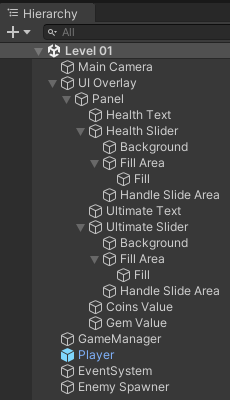 Hierarchy
All
Level 01
Main Camera
UI Overlay
Panel
Health Text
Health Slider
Background
Fill Area
Fill
Handle Slide Area
Ultimate Text
Ultimate Slider
Background
Fill Area
Fill
Handle Slide Area
Coins Value
Gem Value
GameManager
Player
EventSystem
Enemy Spawner